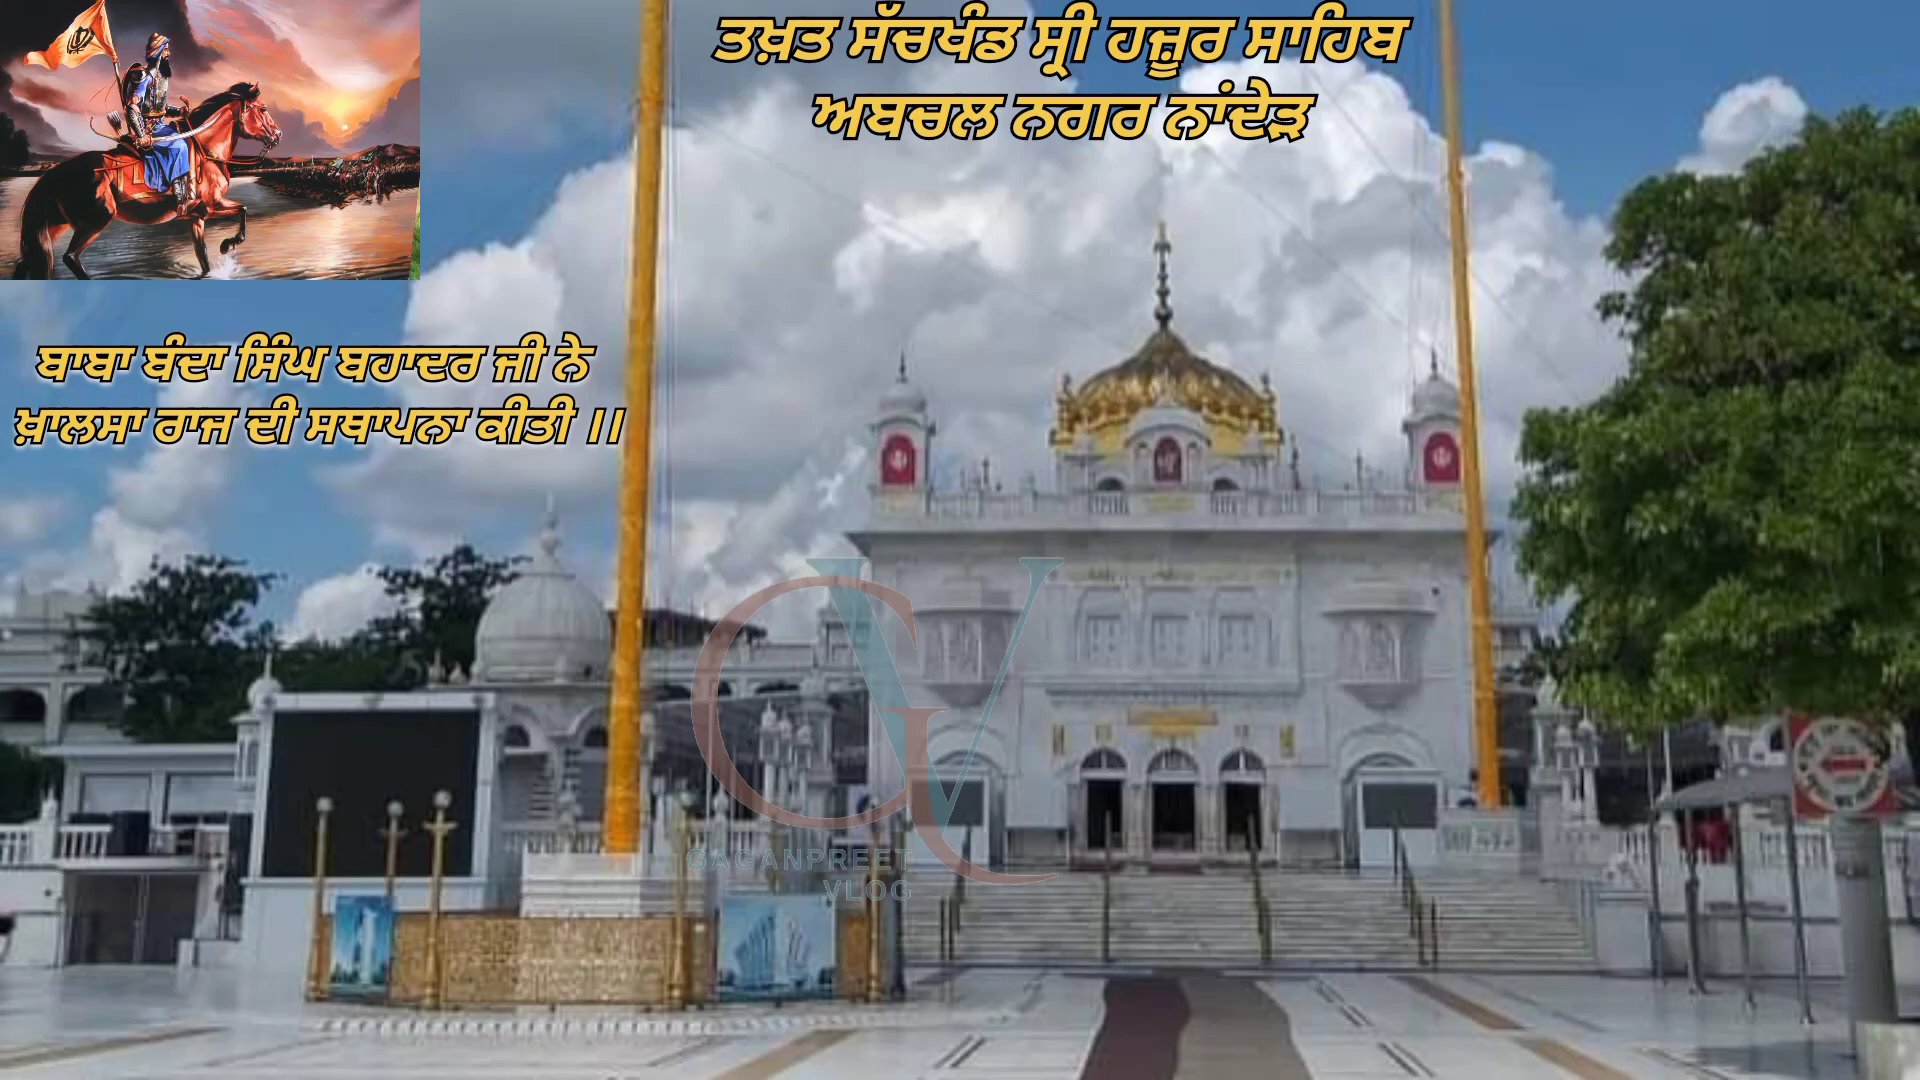 ਤਖ਼ਤ ਸੱਚਖੰਡ ਸ੍ਰੀ ਹਜ਼ੂਰ ਸਾਹਿਬ
ਅਬਚਲ ਨਗਰ ਨਾਂਦੇੜ
ਬਾਬਾ ਬੰਦਾ ਸਿੰਘ ਬਹਾਦਰ ਜੀ ਨੇ
ਖ਼ਾਲਸਾ ਰਾਜ ਦੀ ਸਥਾਪਨਾ ਕੀਤੀ ।।
GAGANPREET
VLOG